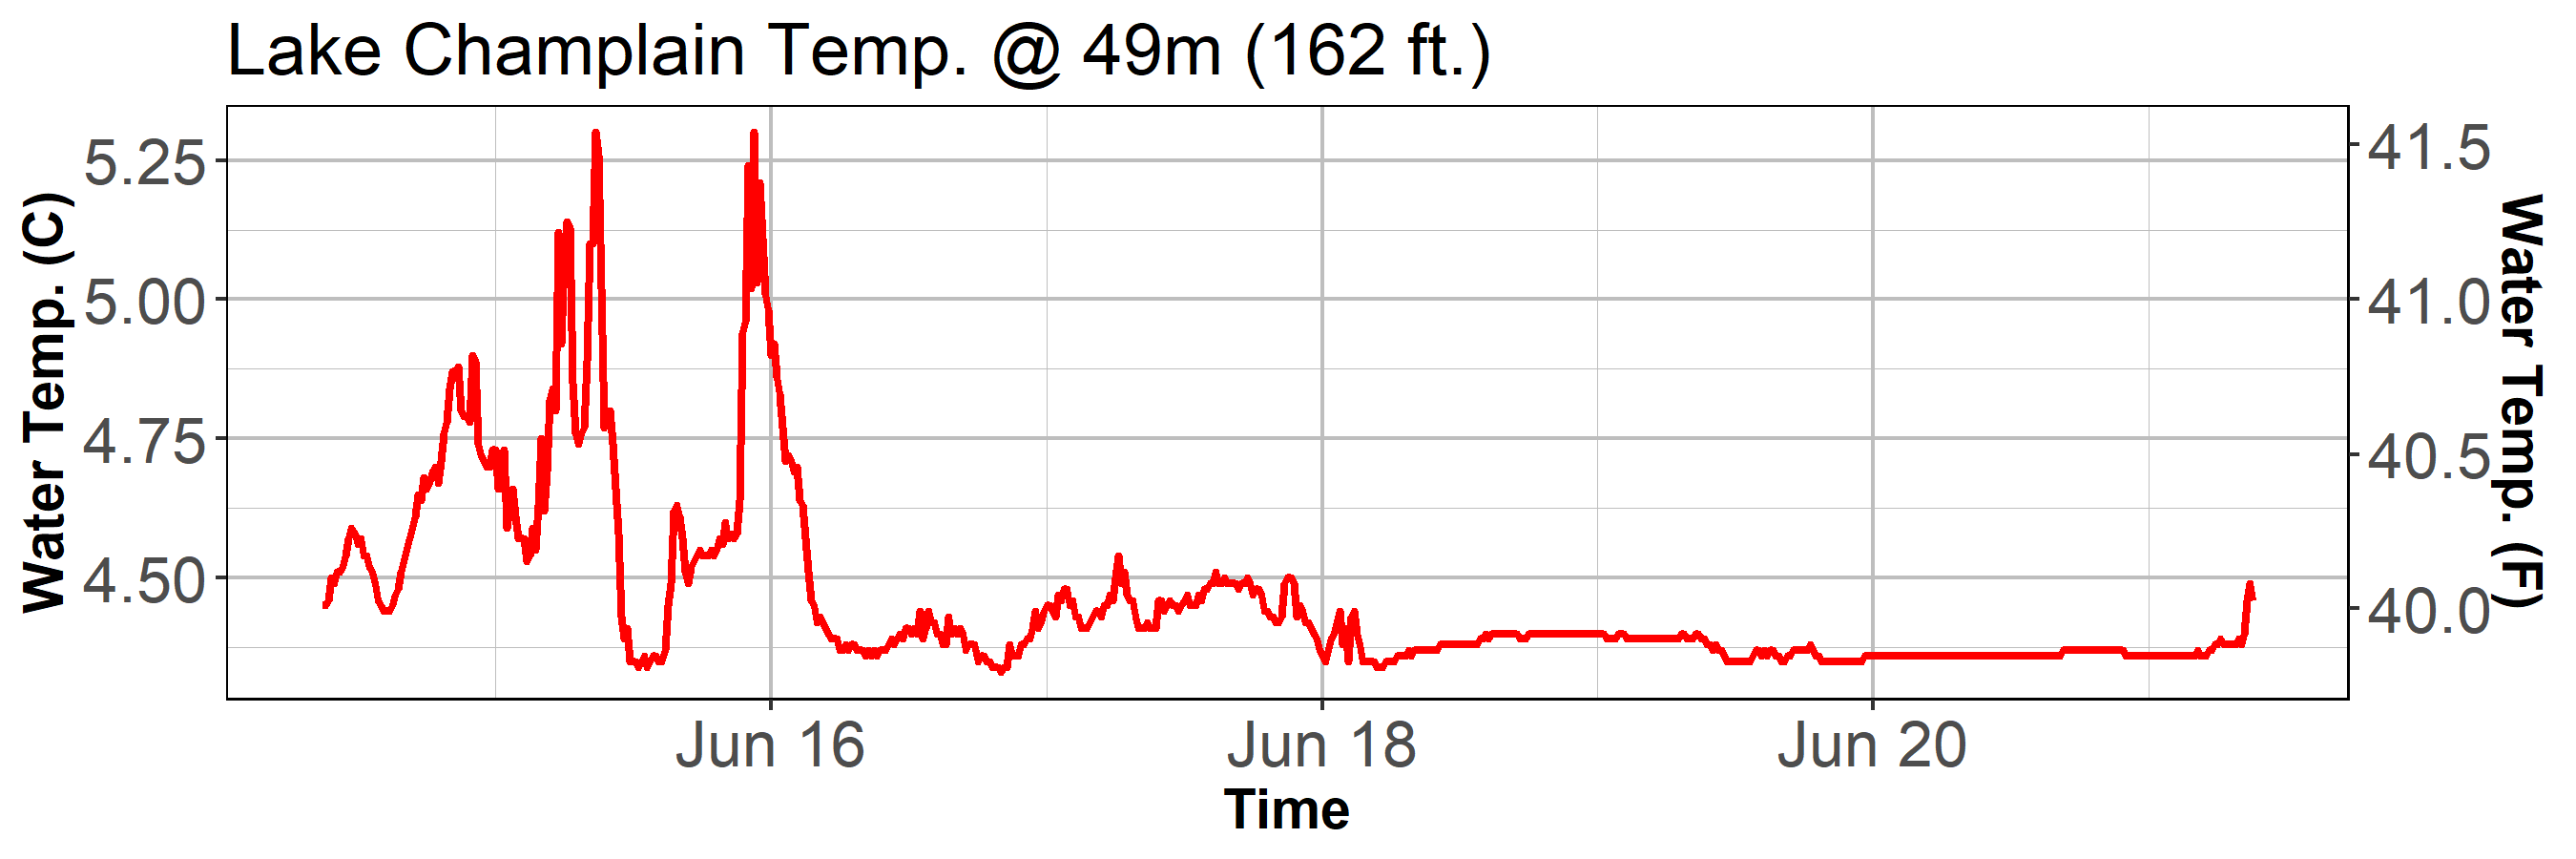 Lake Champlain Temp. @ 49m (162 ft.)
Water Temp. (C)
5.25
5.00
4.75
4.50
41.5
41.0
40.5
40.0
Water Temp. (F)
Jun 16 Jun 18 Jun 20
Time